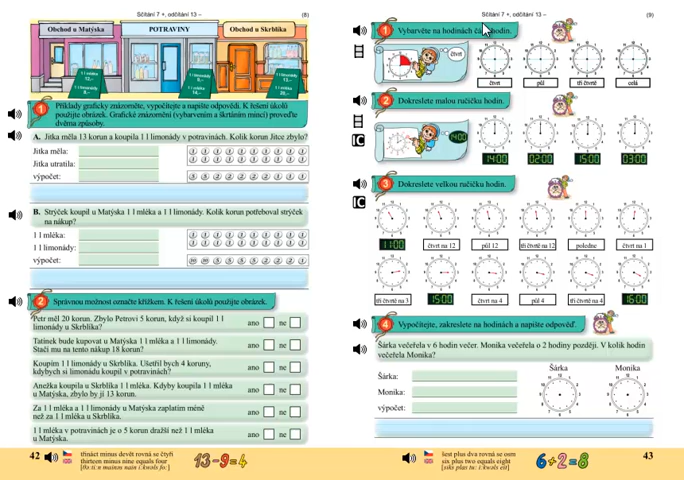 Sčítání 7 +, odčítání 13 –
(8)
Obchod u Matýska
POTRAVINY
Obchod u Skrblíka
1 Příklady graficky znázorněte, vypočítejte a napište odpovědi. K řešení úkolů
použijte obrázek. Grafické znázornění (vybarvením a škrtáním mincí) proveďte
dvěma způsoby.
A. Jitka měla 13 korun a koupila 1 l limonády v potravinách. Kolik korun Jitce zbylo?
Jitka měla:
Jitka utratila:
výpočet:
B. Strýček koupil u Matýska 1 l mléka a 1 l limonády. Kolik korun potřeboval strýček
na nákup?
1 l mléka:
1 l limonády:
výpočet:
2 Správnou možnost označte křížkem. K řešení úkolů použijte obrázek.
Petr měl 20 korun. Zbylo Petrovi 5 korun, když si koupil 1 l
limonády u Skrblíka?
ano ne
Tatínek bude kupovat u Matýska 1 l mléka a 1 l limonády.
Stačí mu na tento nákup 18 korun?
ano ne
Koupím 1 l limonády u Skrblíka. Ušetřil bych 4 koruny,
kdybych si limonádu koupil v potravinách?
ano ne
Anežka koupila u Skrblíka 1 l mléka. Kdyby koupila 1 l mléka
u Matýska, zbylo by jí 13 korun.
ano ne
Za 1 l mléka a 1 l limonády u Matýska zaplatím méně
než za 1 l mléka u Skrblíka.
ano ne
1 l mléka v potravinách je o 5 korun dražší než 1 l mléka
u Matýska.
ano ne
42
třináct minus devět rovná se čtyři
thirteen minus nine equals four
13-9=4
Sčítání 7 +, odčítání 13 –
(9)
1 Vybarvěte na hodinách části hodin.
čtvrt
čtvrt
půl
tři čtvrtě
celá
2 Dokreslete malou ručičku hodin.
14:00
14:00
02:00
15:00
03:00
3 Dokreslete velkou ručičku hodin.
11:00
čtvrt na 12
půl 12
tři čtvrtě na 12
poledne
čtvrt na 1
tři čtvrtě na 3
15:00
čtvrt na 4
půl 4
tři čtvrtě na 4
16:00
4 Vypočítejte, zakreslete na hodinách a napište odpověď.
Šárka večeřela v 6 hodin večer. Monika večeřela o 2 hodiny později. V kolik hodin
večeřela Monika?
Šárka:
Monika:
výpočet:
Šárka
Monika
šest plus dva rovná se osm
six plus two equals eight
6+2=8
43